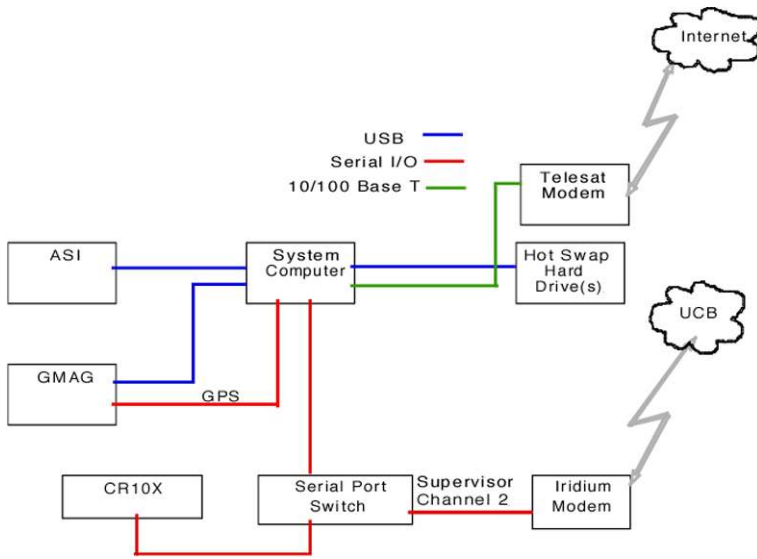 Internet
USB
Serial I/O
10/100 Base T
Telesat
Modem
ASI
System
Computer
Hot Swap
Hard
Drive(s)
UCB
GMAG
GPS
CR10X
Serial Port
Switch
Supervisor
Channel 2
Iridium
Modem